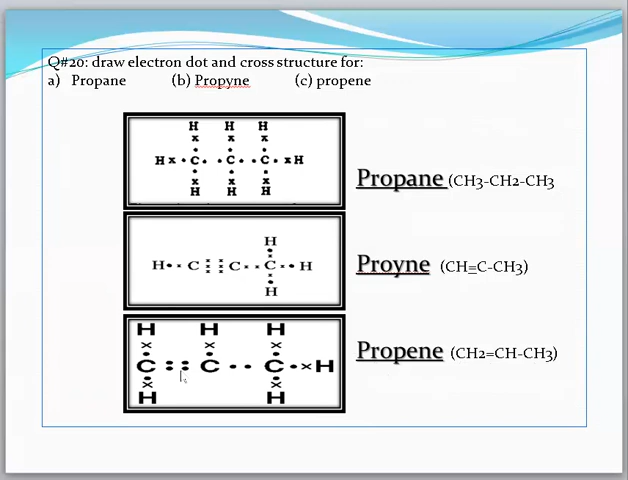 Q#20: draw electron dot and cross structure for:
a) Propane (b) Propyne (c) propene
H H H
x x x
• • •
H x • C • • C • • C • x H
• • •
x x x
H H H
Propane (CH3-CH2-CH3
H
•
x
H • x C ⋮ ⋮ C x x C x • H
x
•
H
Proyne (CH≡C-CH3)
H H H
x x x
• • •
C : : C • • C • x H
• •
x x
H H
Propene (CH2=CH-CH3)